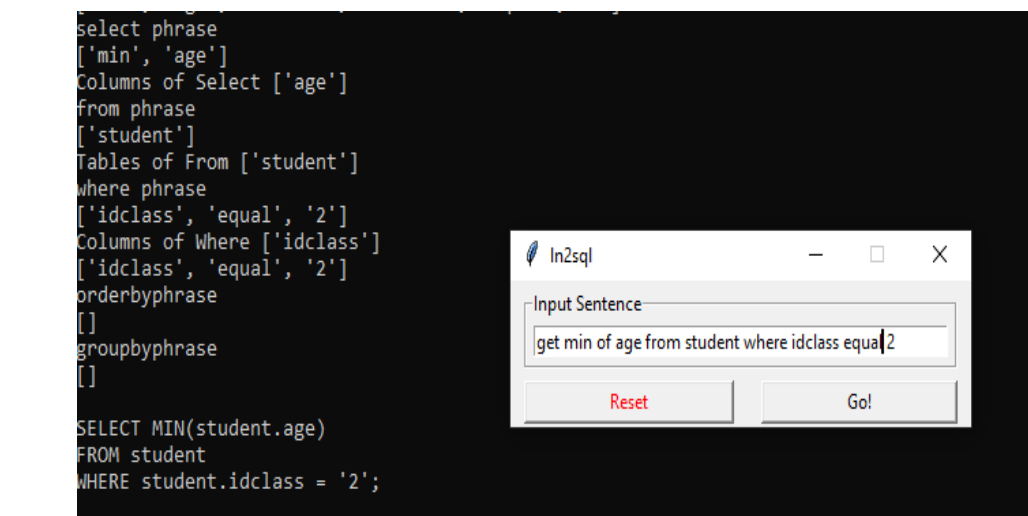 select phrase
['min', 'age']
Columns of Select ['age']
from phrase
['student']
Tables of From ['student']
where phrase
['idclass', 'equal', '2']
Columns of Where ['idclass']
['idclass', 'equal', '2']
orderbyphrase
[]
groupbyphrase
[]
SELECT MIN(student.age)
FROM student
WHERE student.idclass = '2';
ln2sql
Input Sentence
get min of age from student where idclass equal 2
Reset
Go!